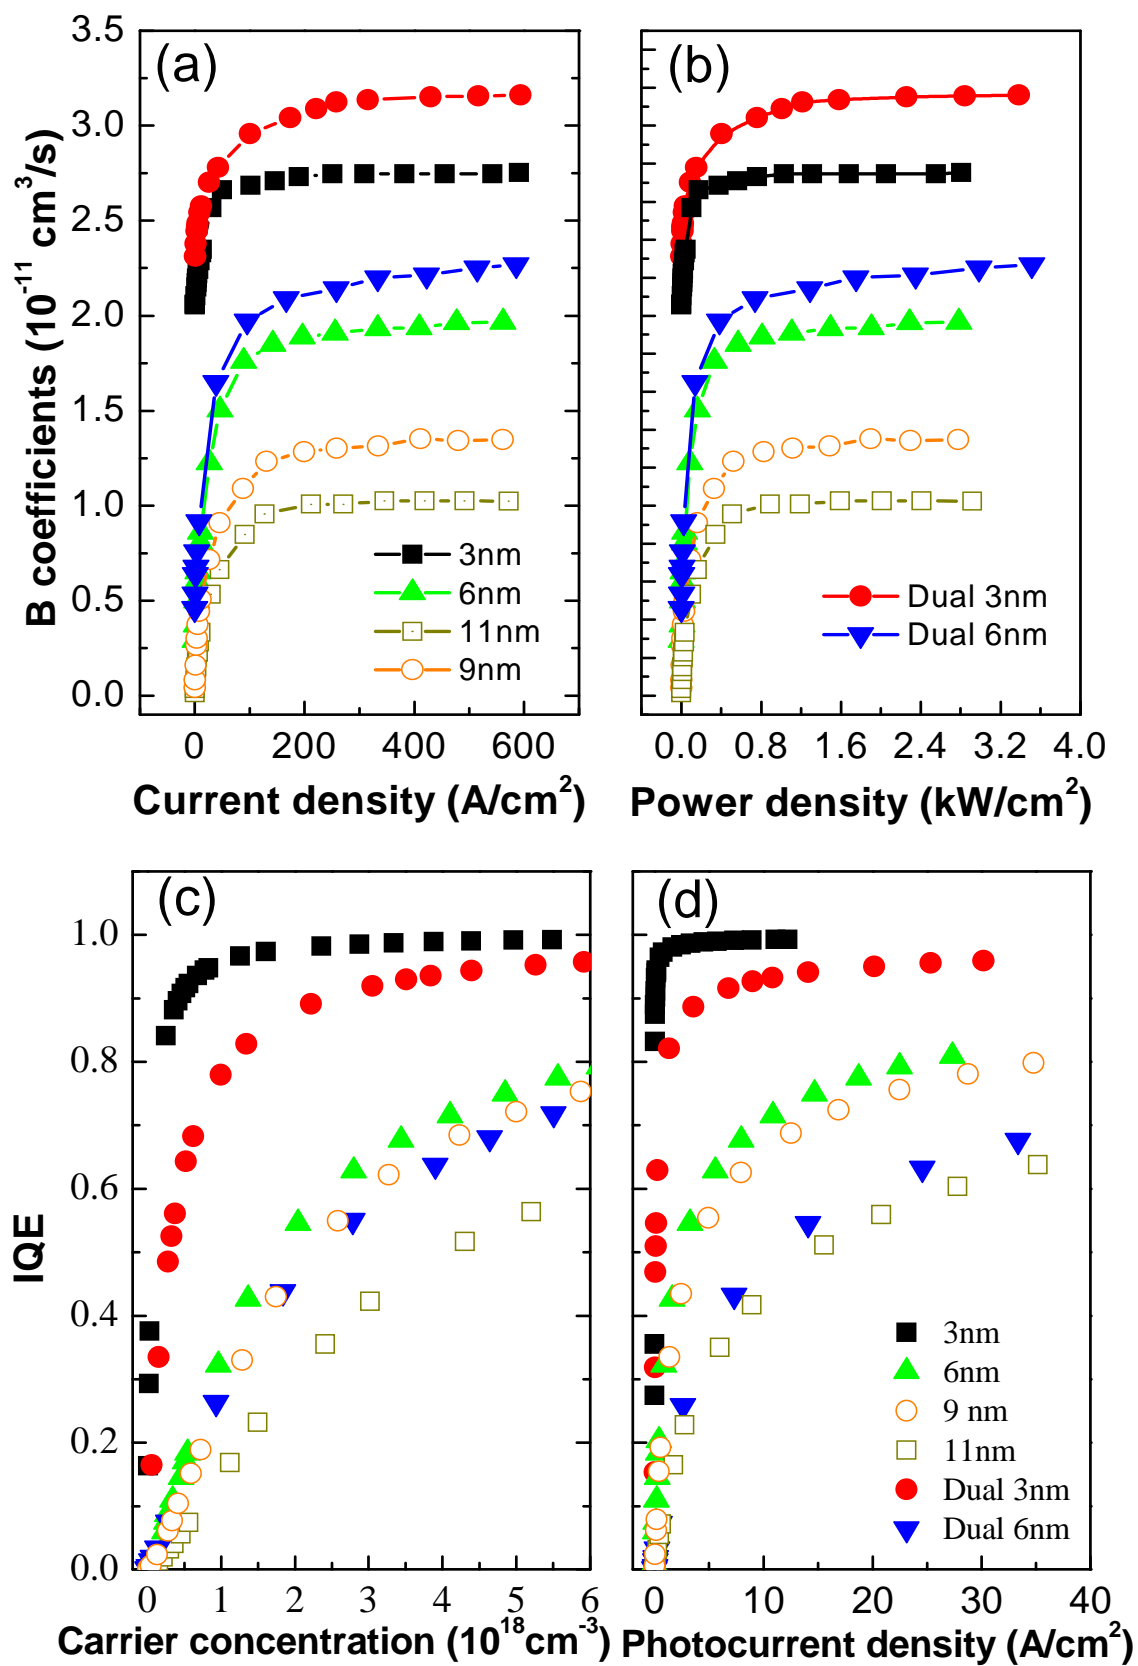 (a)
(b)
3.5
3.0
2.5
2.0
1.5
1.0
0.5
0.0
B coefficients (10⁻¹¹ cm³/s)
3nm
6nm
11nm
9nm
Dual 3nm
Dual 6nm
0 200 400 600
0.0 0.8 1.6 2.4 3.2 4.0
Current density (A/cm²)
Power density (kW/cm²)
(c)
(d)
1.0
0.8
0.6
0.4
0.2
0.0
IQE
3nm
6nm
9 nm
11nm
Dual 3nm
Dual 6nm
0 1 2 3 4 5 6
0 10 20 30 40
Carrier concentration (10¹⁸cm⁻³)
Photocurrent density (A/cm²)